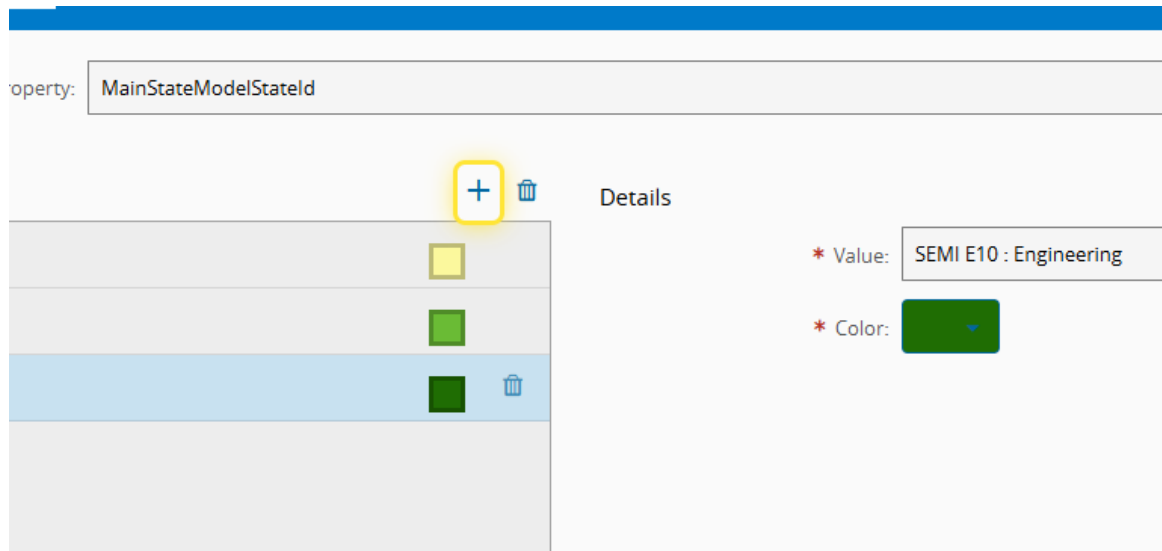 roperty:
MainStateModelStateId
Details
* Value:
SEMI E10 : Engineering
* Color: